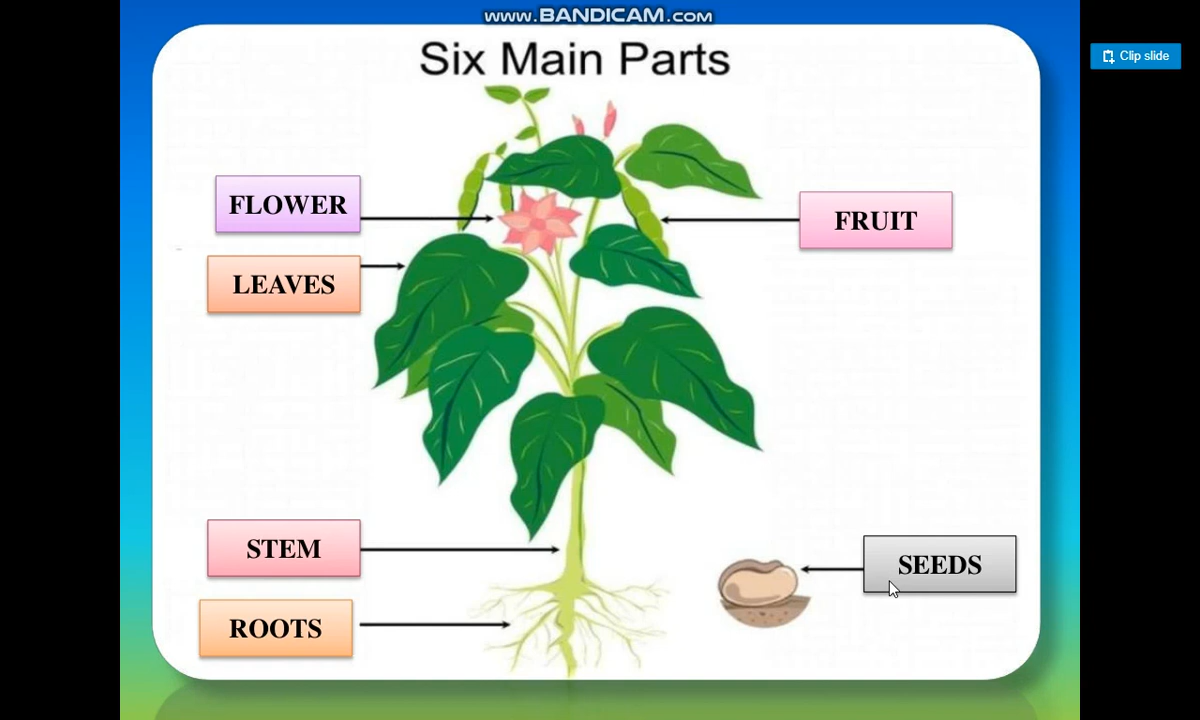 www.BANDICAM.com
Clip slide
Six Main Parts
FLOWER
FRUIT
LEAVES
STEM
SEEDS
ROOTS